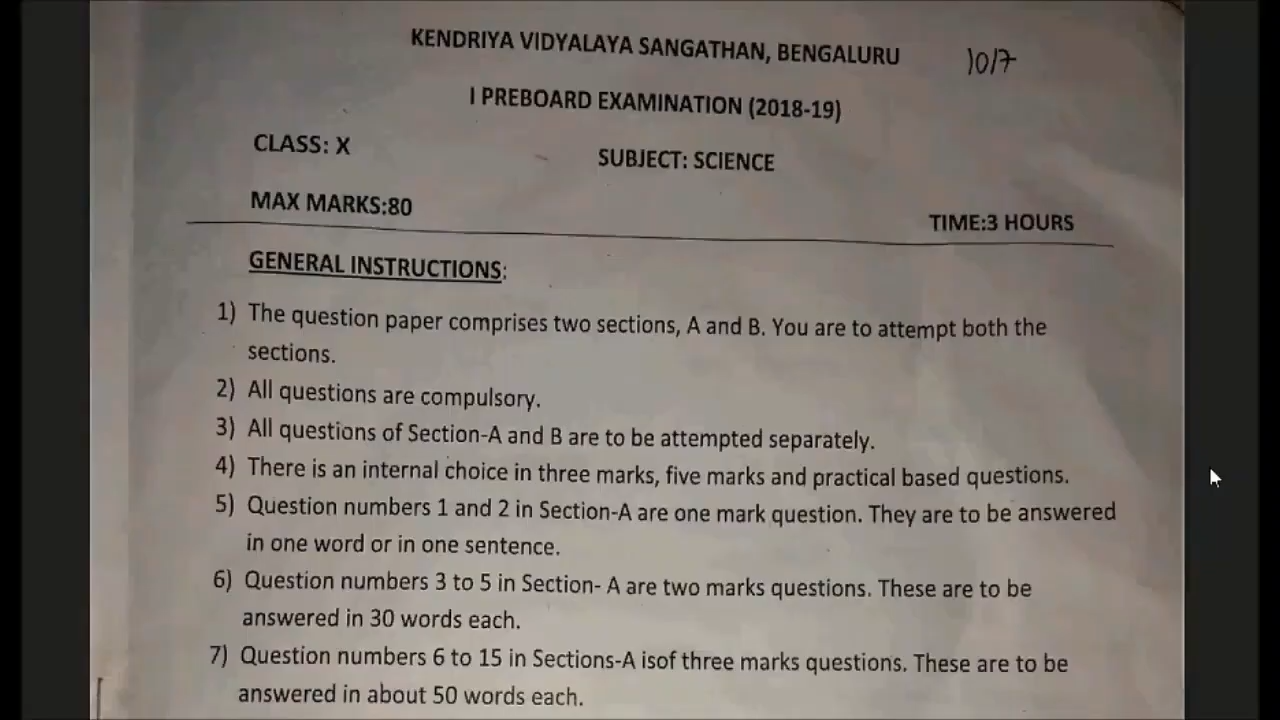 KENDRIYA VIDYALAYA SANGATHAN, BENGALURU 10/7
I PREBOARD EXAMINATION (2018-19)
CLASS: X SUBJECT: SCIENCE
MAX MARKS:80 TIME:3 HOURS
GENERAL INSTRUCTIONS:
1) The question paper comprises two sections, A and B. You are to attempt both the
sections.
2) All questions are compulsory.
3) All questions of Section-A and B are to be attempted separately.
4) There is an internal choice in three marks, five marks and practical based questions.
5) Question numbers 1 and 2 in Section-A are one mark question. They are to be answered
in one word or in one sentence.
6) Question numbers 3 to 5 in Section- A are two marks questions. These are to be
answered in 30 words each.
7) Question numbers 6 to 15 in Sections-A isof three marks questions. These are to be
answered in about 50 words each.